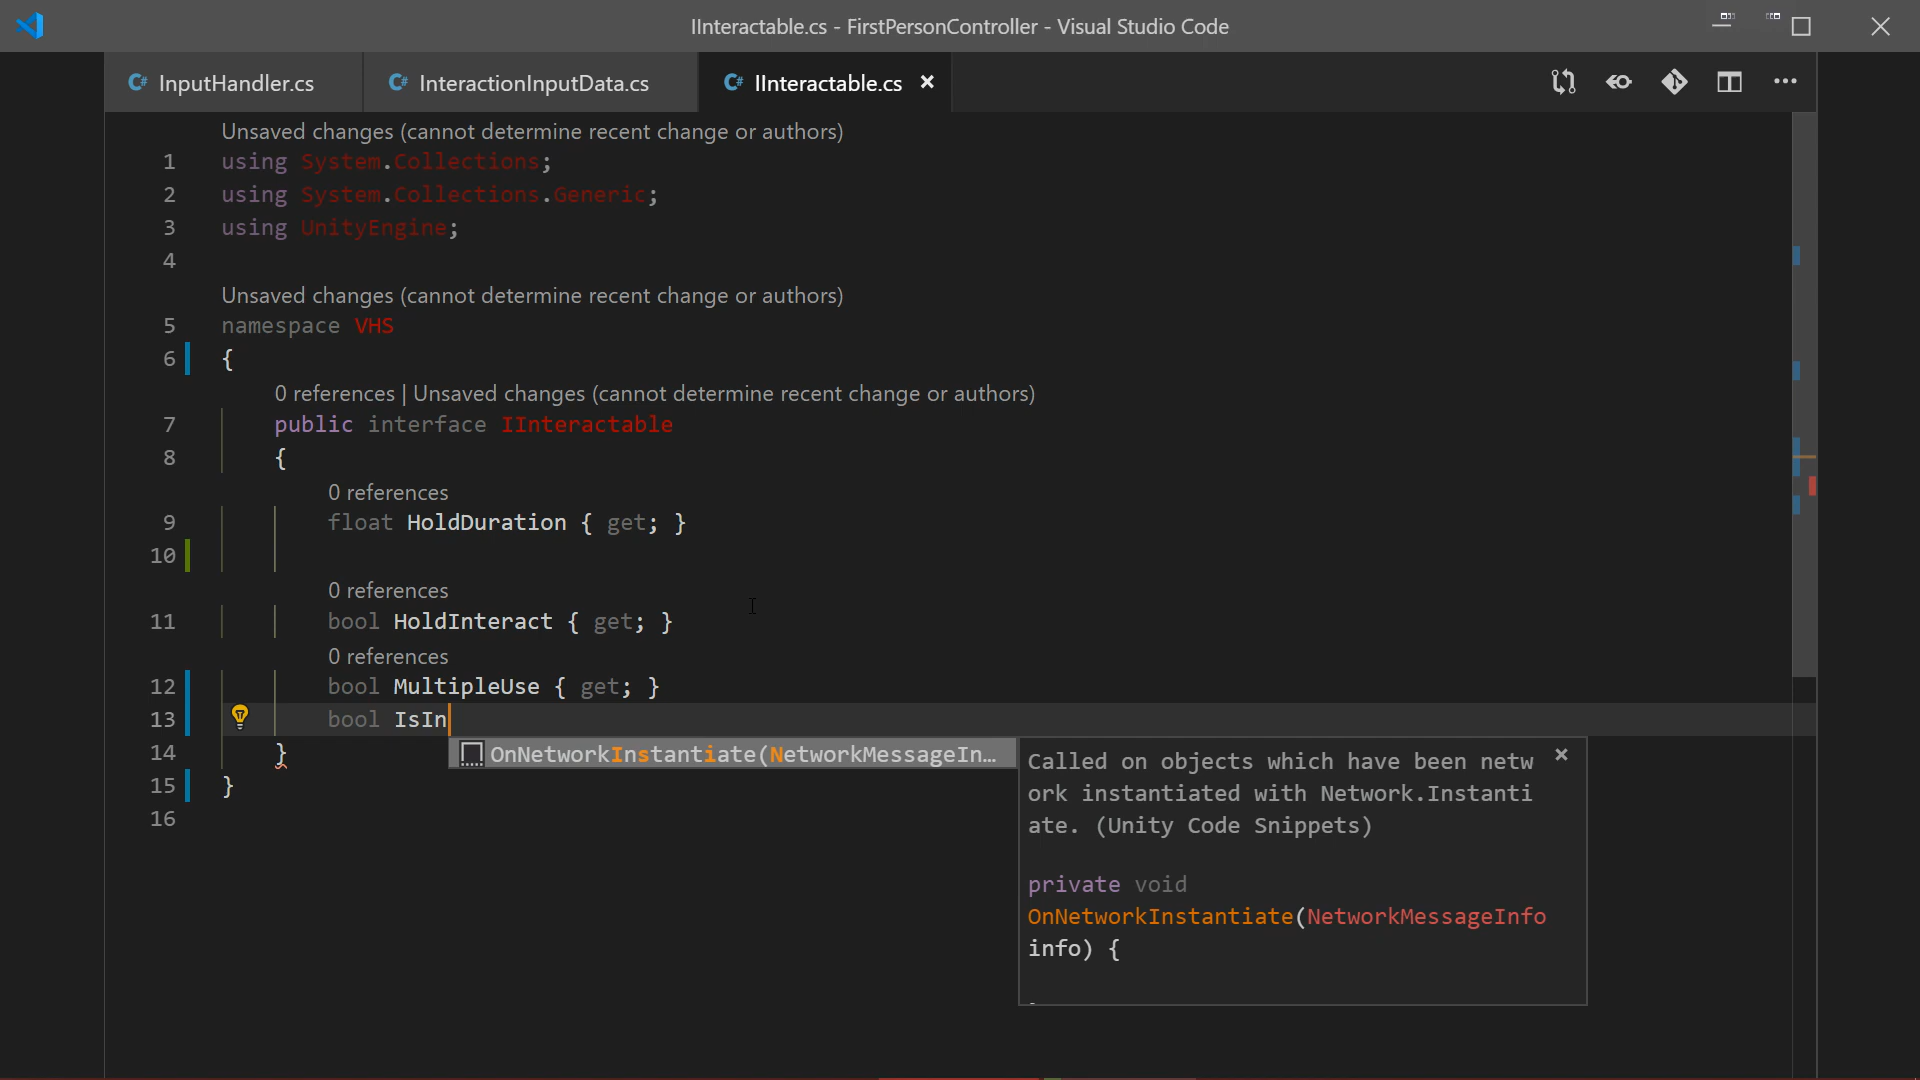 IInteractable.cs - FirstPersonController - Visual Studio Code
C# InputHandler.cs C# InteractionInputData.cs C# IInteractable.cs
Unsaved changes (cannot determine recent change or authors)
1 using System.Collections;
2 using System.Collections.Generic;
3 using UnityEngine;
4
Unsaved changes (cannot determine recent change or authors)
5 namespace VHS
6 {
0 references | Unsaved changes (cannot determine recent change or authors)
7 public interface IInteractable
8 {
0 references
9 float HoldDuration { get; }
10
0 references
11 bool HoldInteract { get; }
0 references
12 bool MultipleUse { get; }
13 bool IsIn
14 }
15 }
16
OnNetworkInstantiate(NetworkMessageIn...
Called on objects which have been netw
ork instantiated with Network.Instanti
ate. (Unity Code Snippets)
private void
OnNetworkInstantiate(NetworkMessageInfo
info) {